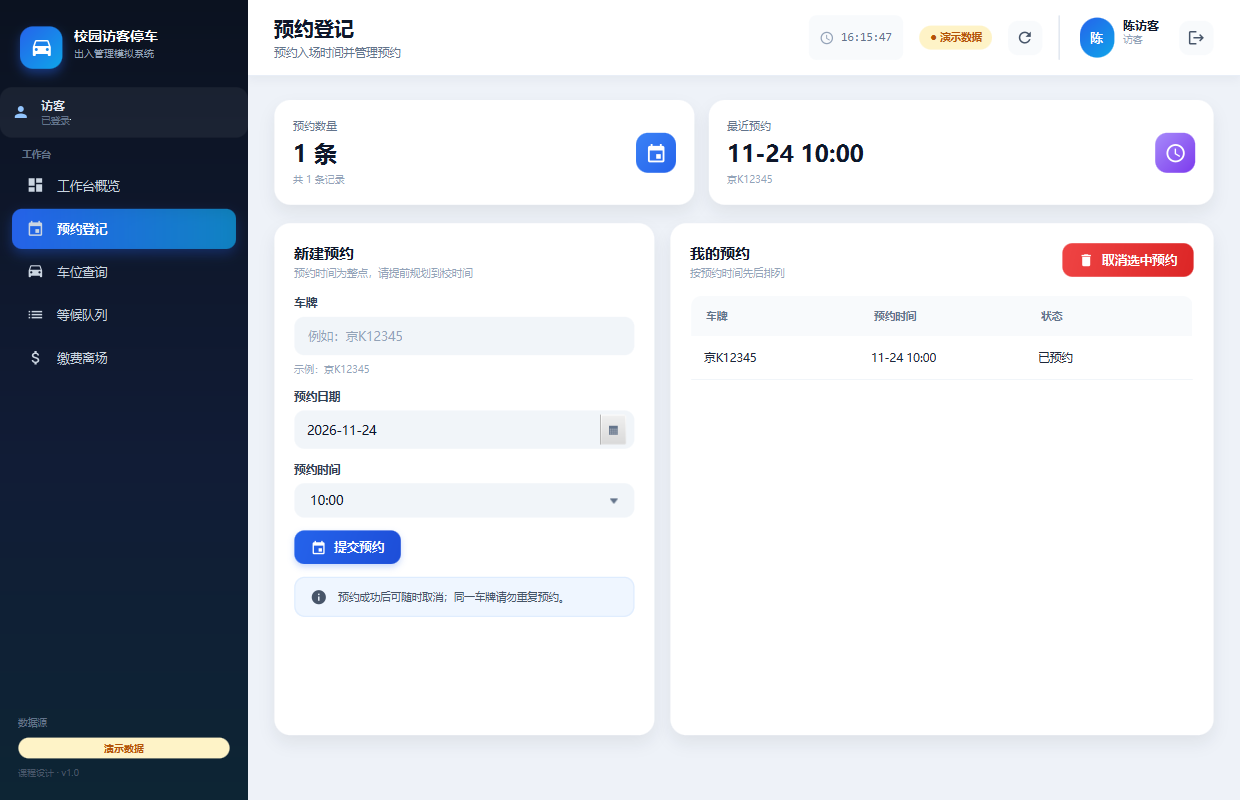 校园访客停车
出入管理模拟系统
访客
已登录
工作台
工作台概览
预约登记
车位查询
等候队列
缴费离场
数据源
演示数据
课程设计 · v1.0
预约登记
预约入场时间并管理预约
16:15:47
演示数据
陈
陈访客
访客
预约数量
1 条
共 1 条记录
最近预约
11-24 10:00
京K12345
新建预约
预约时间为整点，请提前规划到校时间
车牌
例如：京K12345
示例：京K12345
预约日期
2026-11-24
预约时间
10:00
提交预约
预约成功后可随时取消；同一车牌请勿重复预约。
我的预约
按预约时间先后排列
取消选中预约
车牌 预约时间 状态
京K12345 11-24 10:00 已预约